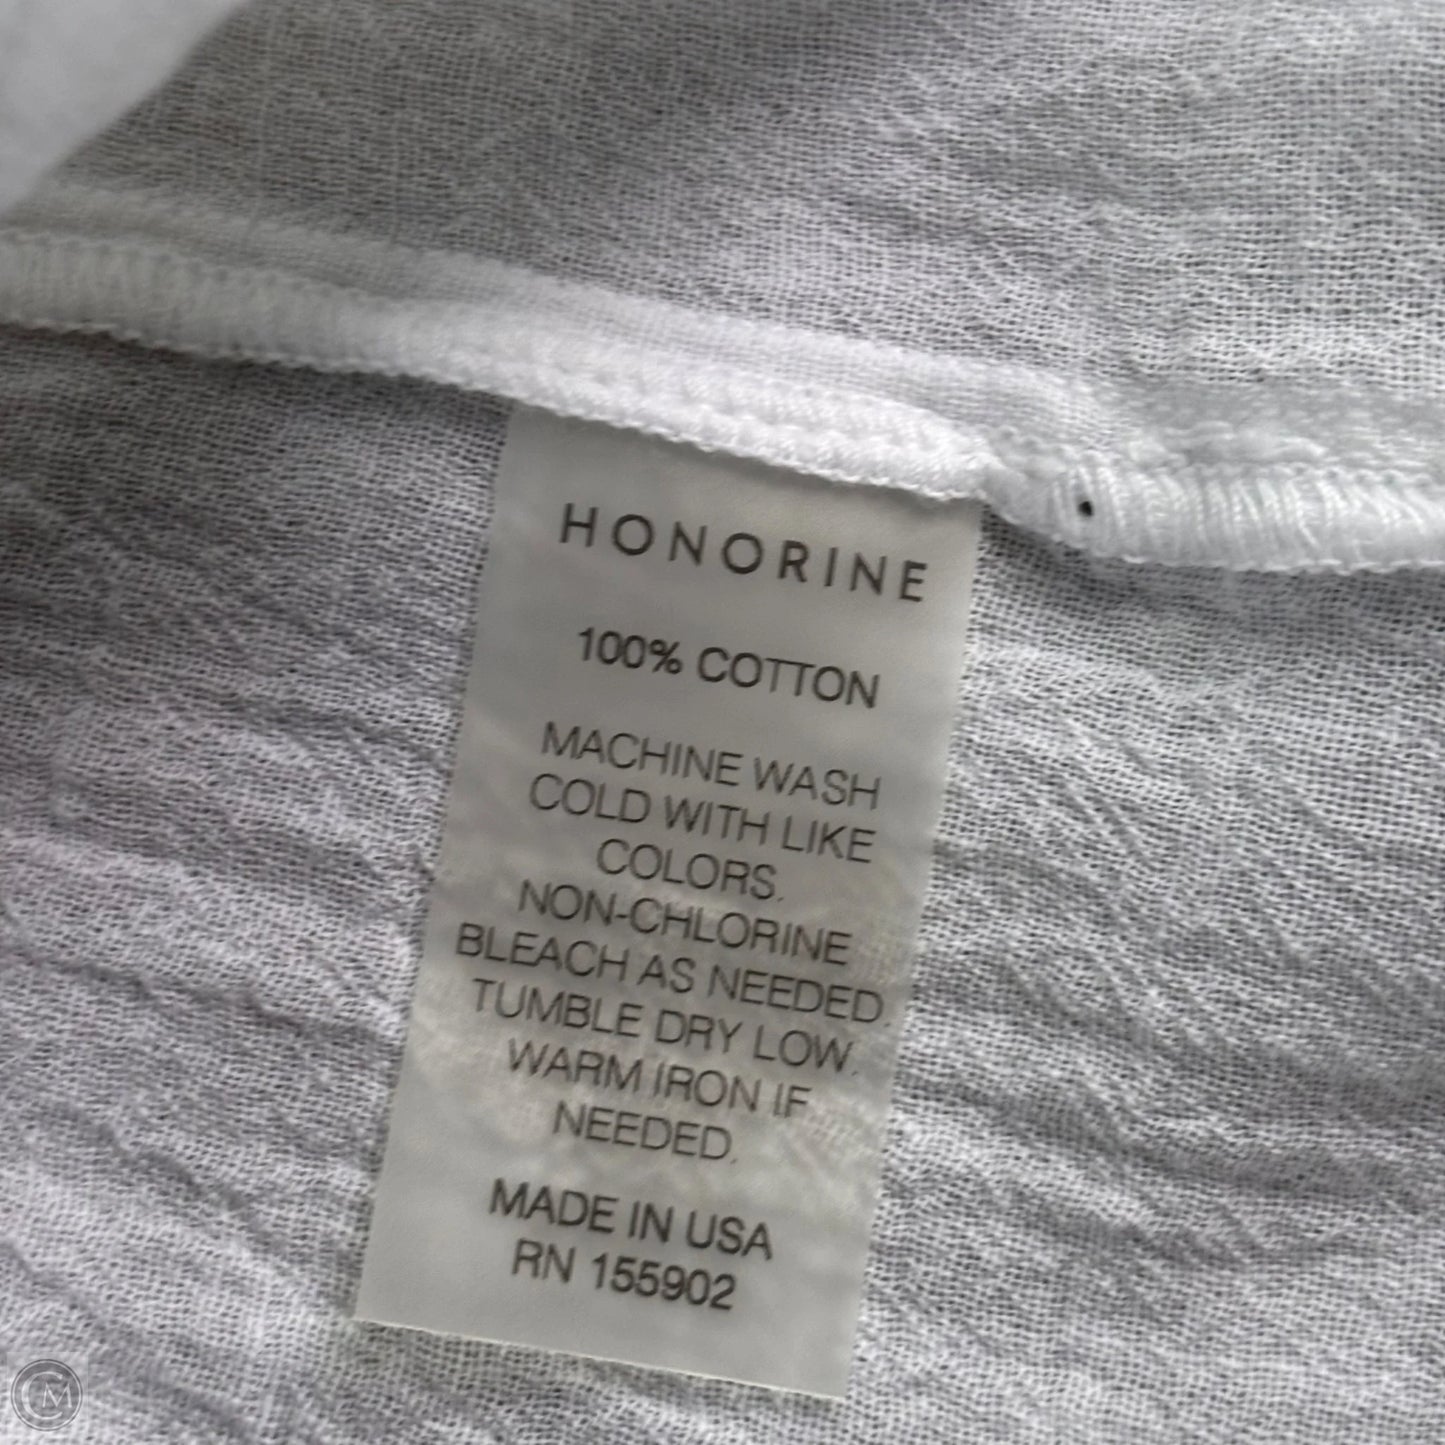 HONORINE
100% COTTON
MACHINE WASH
COLD WITH LIKE
COLORS.
NON-CHLORINE
BLEACH AS NEEDED.
TUMBLE DRY LOW.
WARM IRON IF
NEEDED.
MADE IN USA
RN 155902
CM